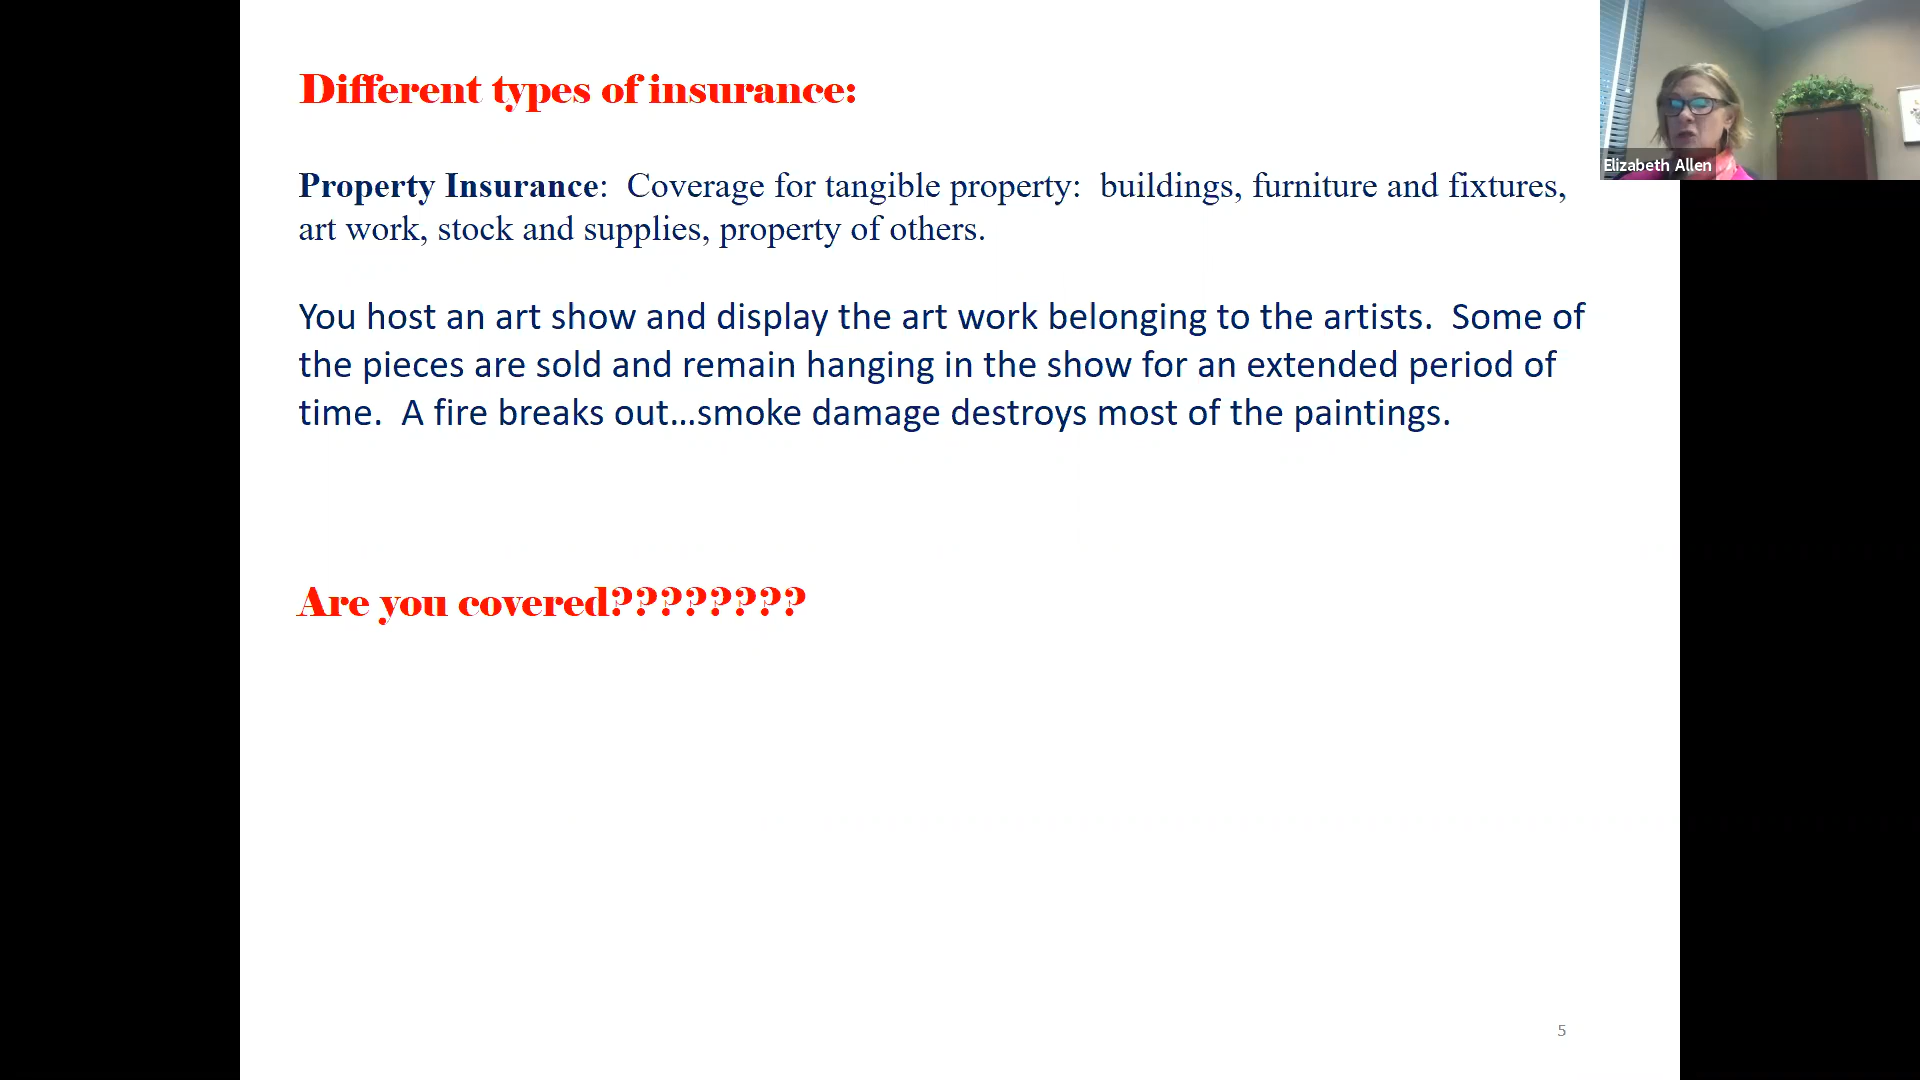 Different types of insurance:
Elizabeth Allen
Property Insurance:  Coverage for tangible property:  buildings, furniture and fixtures,
art work, stock and supplies, property of others.
You host an art show and display the art work belonging to the artists.  Some of
the pieces are sold and remain hanging in the show for an extended period of
time.  A fire breaks out…smoke damage destroys most of the paintings.
Are you covered????????
5